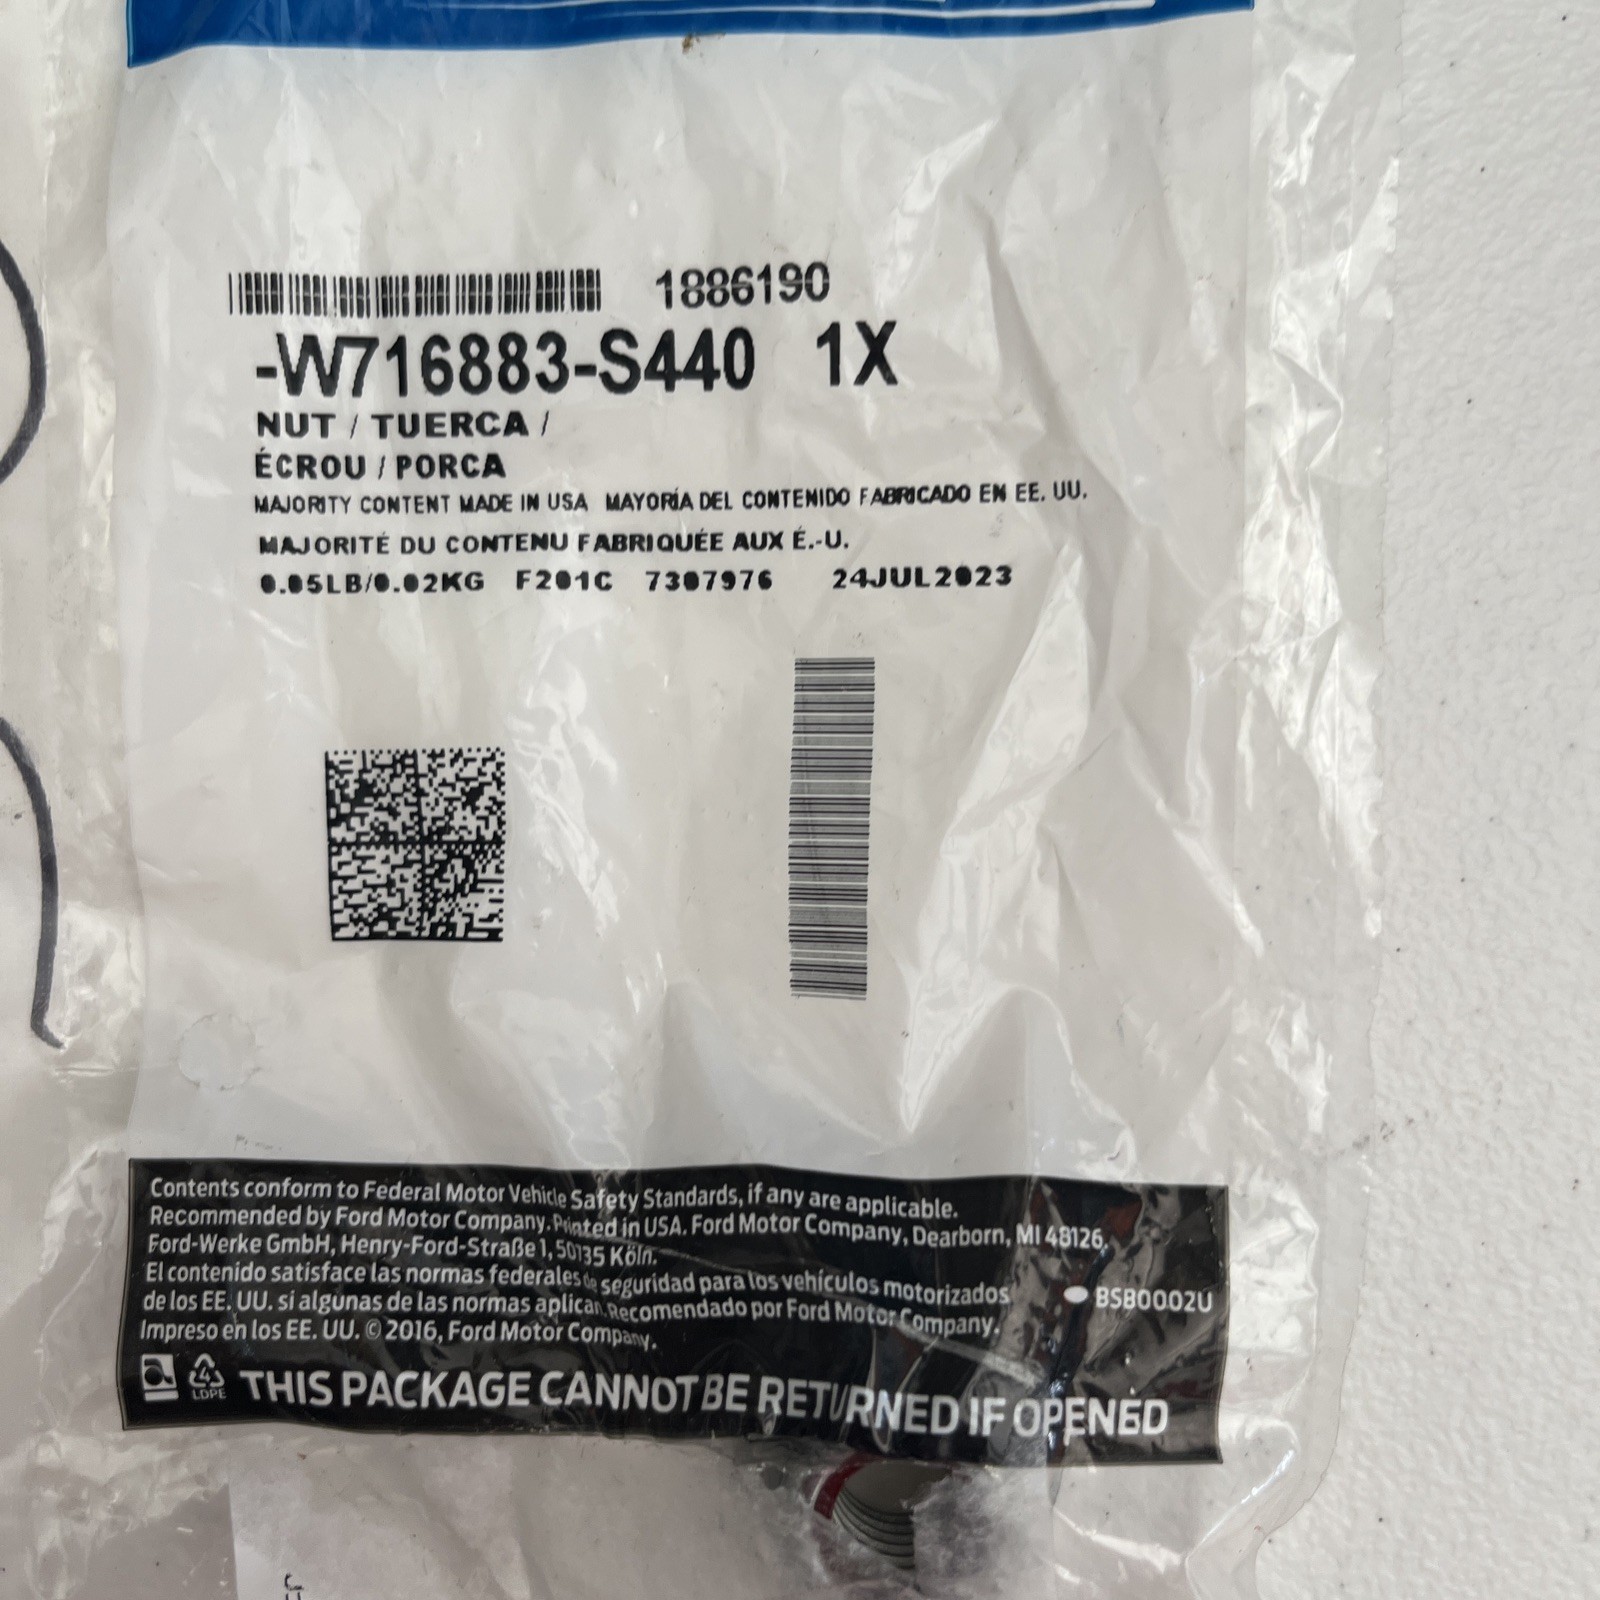 1886190
-W716883-S440 1X
NUT / TUERCA /
ÉCROU / PORCA
MAJORITY CONTENT MADE IN USA MAYORÍA DEL CONTENIDO FABRICADO EN EE. UU.
MAJORITÉ DU CONTENU FABRIQUÉE AUX É.-U.
0.05LB/0.02KG F201C 7307976 24JUL2023
Contents conform to Federal Motor Vehicle Safety Standards, if any are applicable.
Recommended by Ford Motor Company. Printed in USA. Ford Motor Company, Dearborn, MI 48126.
Ford-Werke GmbH, Henry-Ford-Straße 1, 50735 Köln.
El contenido satisface las normas federales de seguridad para los vehículos motorizados
de los EE. UU. si algunas de las normas aplican. Recomendado por Ford Motor Company.
BSB0002U
Impreso en los EE. UU. © 2016, Ford Motor Company.
4
LDPE
THIS PACKAGE CANNOT BE RETURNED IF OPENED